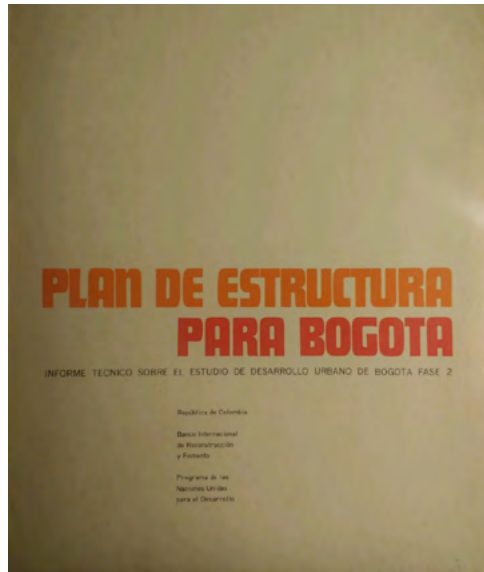 PLAN DE ESTRUCTURA
PARA BOGOTA
INFORME TECNICO SOBRE EL ESTUDIO DE DESARROLLO URBANO DE BOGOTA FASE 2
República de Colombia
Banco Internacional
de Reconstrucción
y Fomento
Programa de las
Naciones Unidas
para el Desarrollo